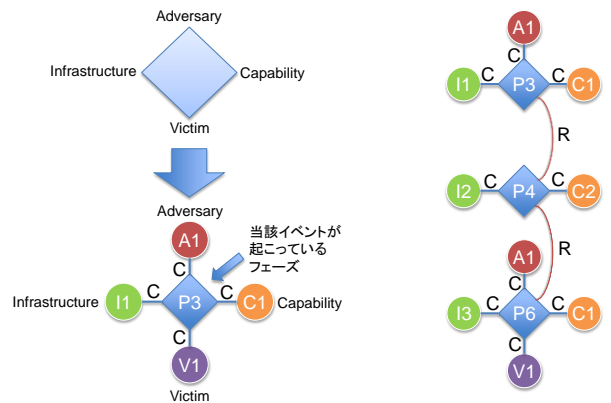 Adversary
Infrastructure
Capability
Victim
Adversary
A1
C
当該イベントが
起こっている
フェーズ
Infrastructure
I1
C
P3
C
C1
Capability
C
V1
Victim
A1
C
I1
C
P3
C
C1
R
I2
C
P4
C
C2
R
A1
C
I3
C
P6
C
C1
C
V1